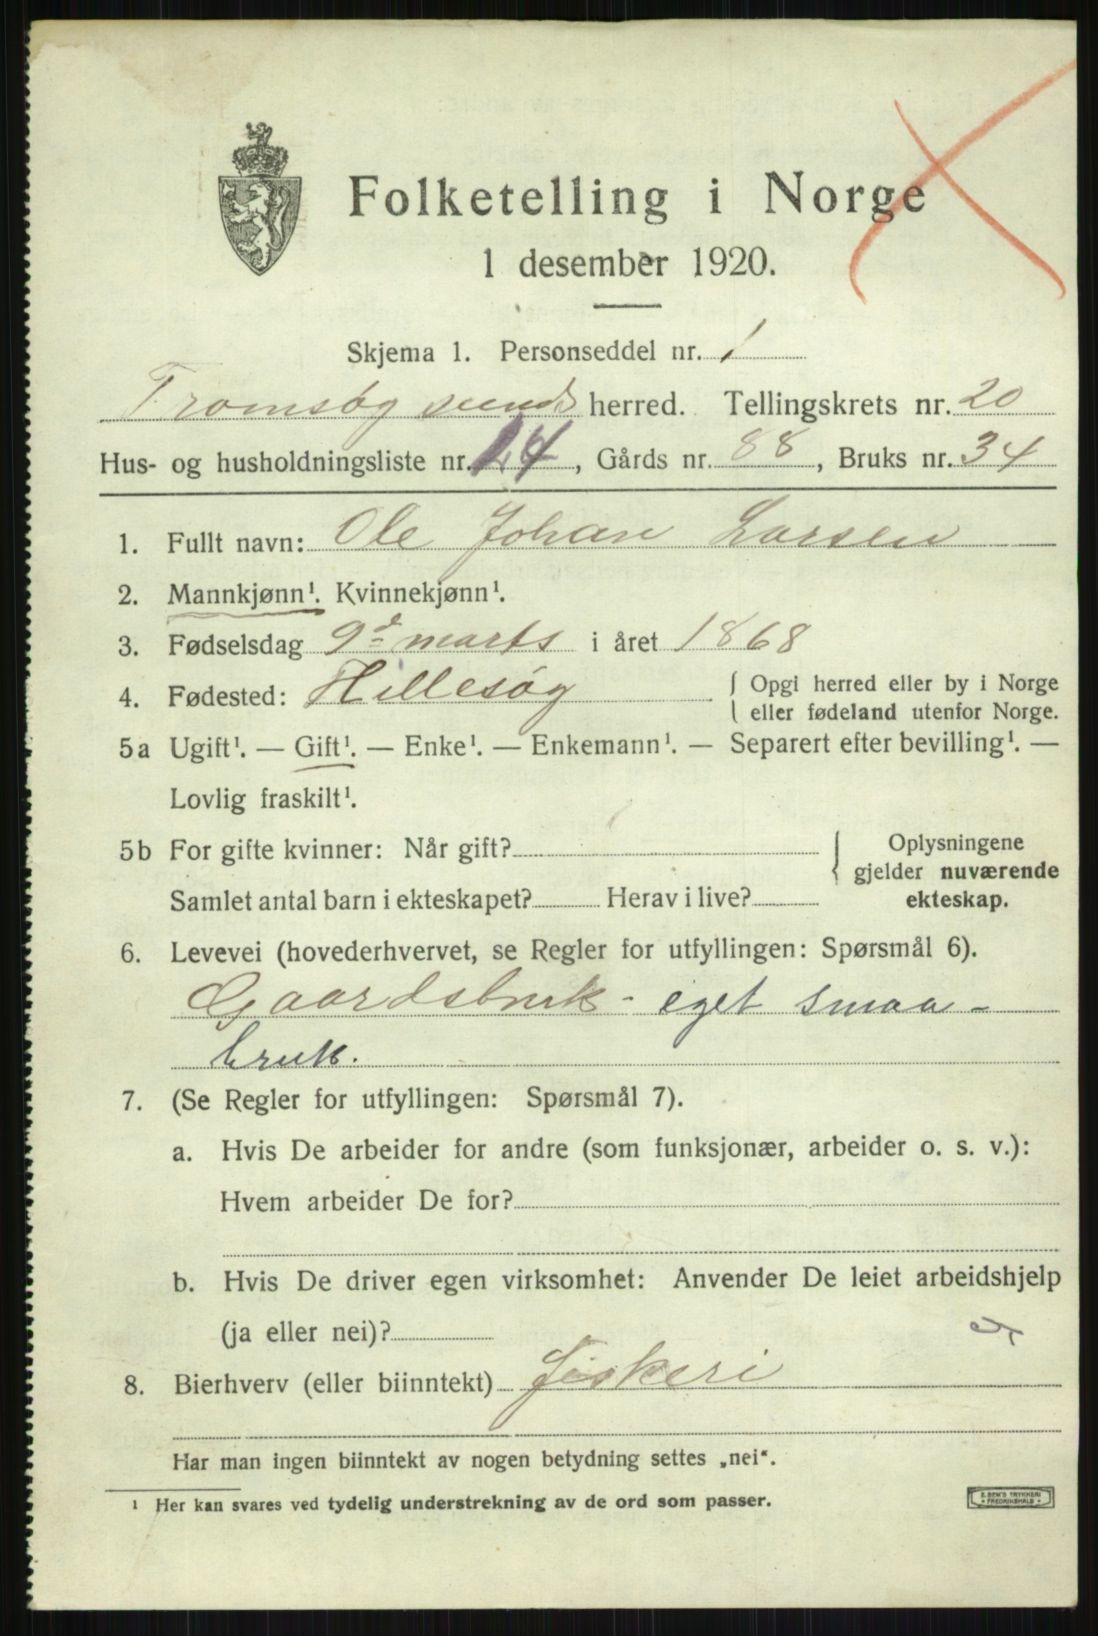 Folketelling i Norge
1 desember 1920.
Skjema 1. Personseddel nr. 1
Tromsøysunds herred. Tellingskrets nr. 20
Hus- og husholdningsliste nr. 24, Gårds nr. 88, Bruks nr. 34
1. Fullt navn: Ole Johan Larsen
2. Mannkjønn¹. Kvinnekjønn¹.
3. Fødselsdag 9de marts i året 1868
4. Fødested: Hillesøy { Opgi herred eller by i Norge
eller fødeland utenfor Norge.
5a Ugift¹. — Gift¹. — Enke¹. — Enkemann¹. — Separert efter bevilling¹. —
Lovlig fraskilt¹.
5b For gifte kvinner: Når gift? { Oplysningene
gjelder nuværende
Samlet antal barn i ekteskapet? Herav i live? ekteskap.
6. Levevei (hovederhvervet, se Regler for utfyllingen: Spørsmål 6).
Gaardsbruk - eget smaa-
bruk.
7. (Se Regler for utfyllingen: Spørsmål 7).
a. Hvis De arbeider for andre (som funksjonær, arbeider o. s. v.):
Hvem arbeider De for?
b. Hvis De driver egen virksomhet: Anvender De leiet arbeidshjelp
(ja eller nei)?
8. Bierhverv (eller biinntekt) Fiskeri
Har man ingen biinntekt av nogen betydning settes „nei“.
¹ Her kan svares ved tydelig understrekning av de ord som passer.